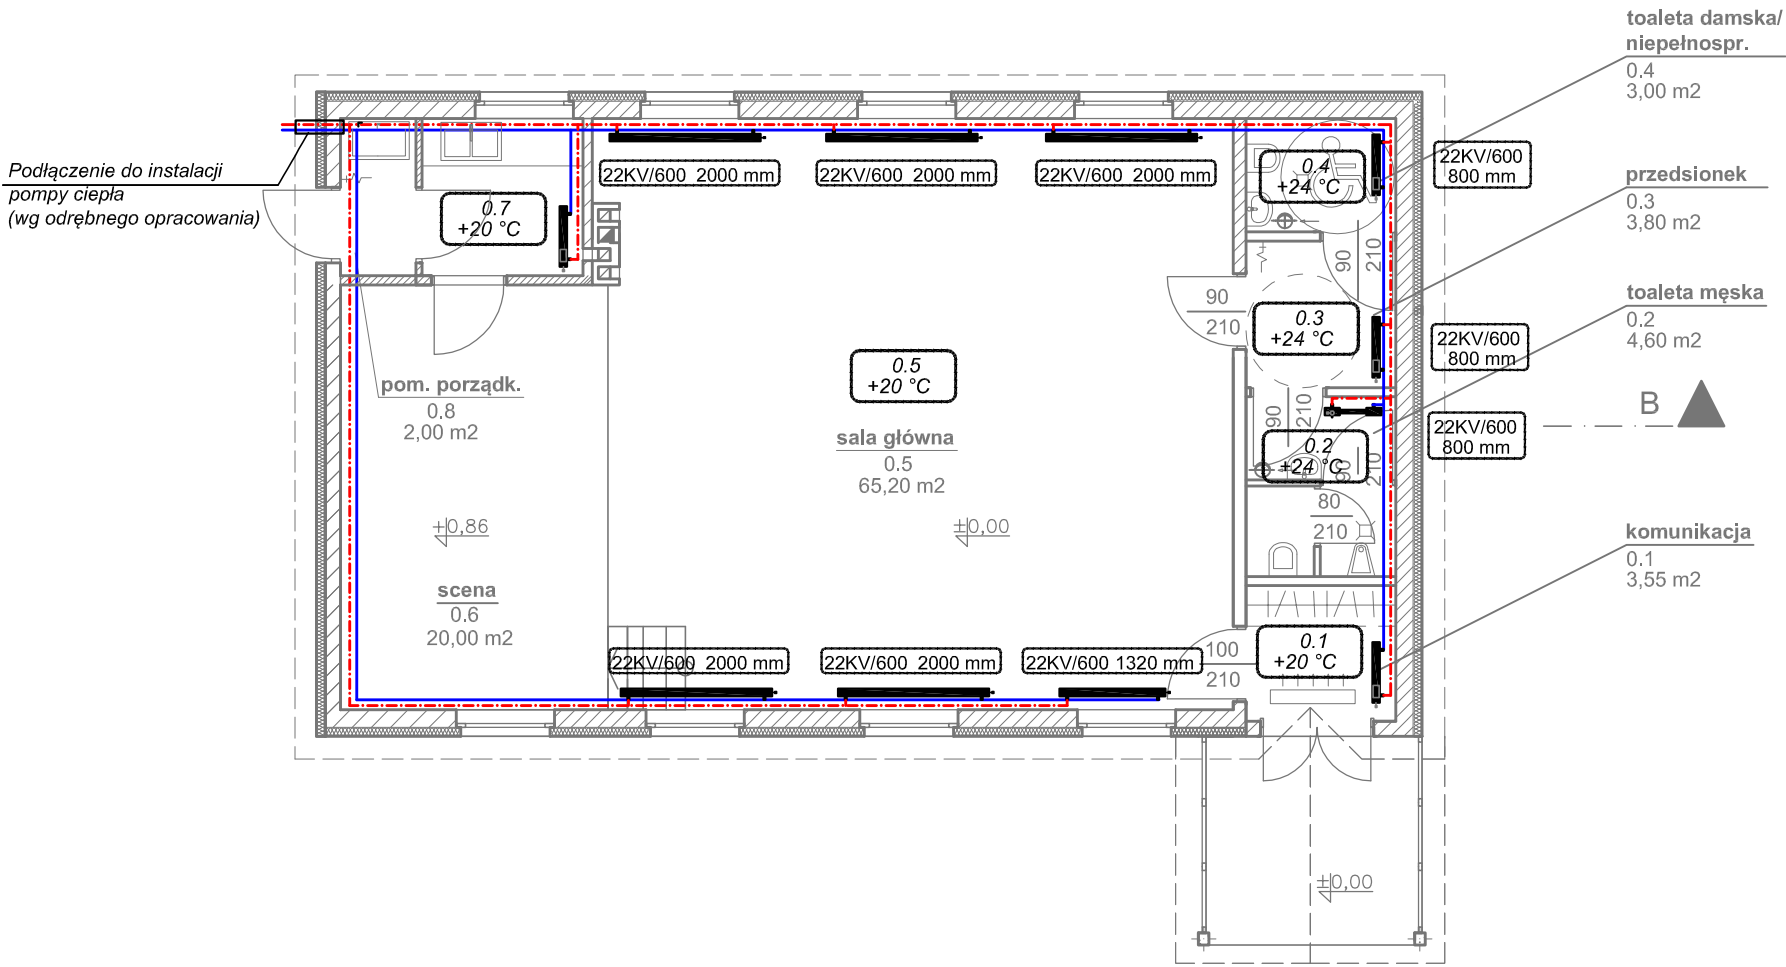 toaleta damska/
niepełnospr.
0.4
3,00 m2
Podłączenie do instalacji
pompy ciepła
(wg odrębnego opracowania)
22KV/600 2000 mm
22KV/600 2000 mm
22KV/600 2000 mm
0.4
+24 °C
22KV/600
800 mm
przedsionek
0.3
3,80 m2
0.7
+20 °C
90
210
90
210
0.3
+24 °C
toaleta męska
0.2
4,60 m2
22KV/600
800 mm
0.5
+20 °C
pom. porządk.
0.8
2,00 m2
sala główna
0.5
65,20 m2
90
210
22KV/600
800 mm
B
0.2
+24 °C
90
210
80
210
+0,86
±0,00
komunikacja
0.1
3,55 m2
scena
0.6
20,00 m2
22KV/600 2000 mm
22KV/600 2000 mm
22KV/600 1320 mm
100
210
0.1
+20 °C
±0,00